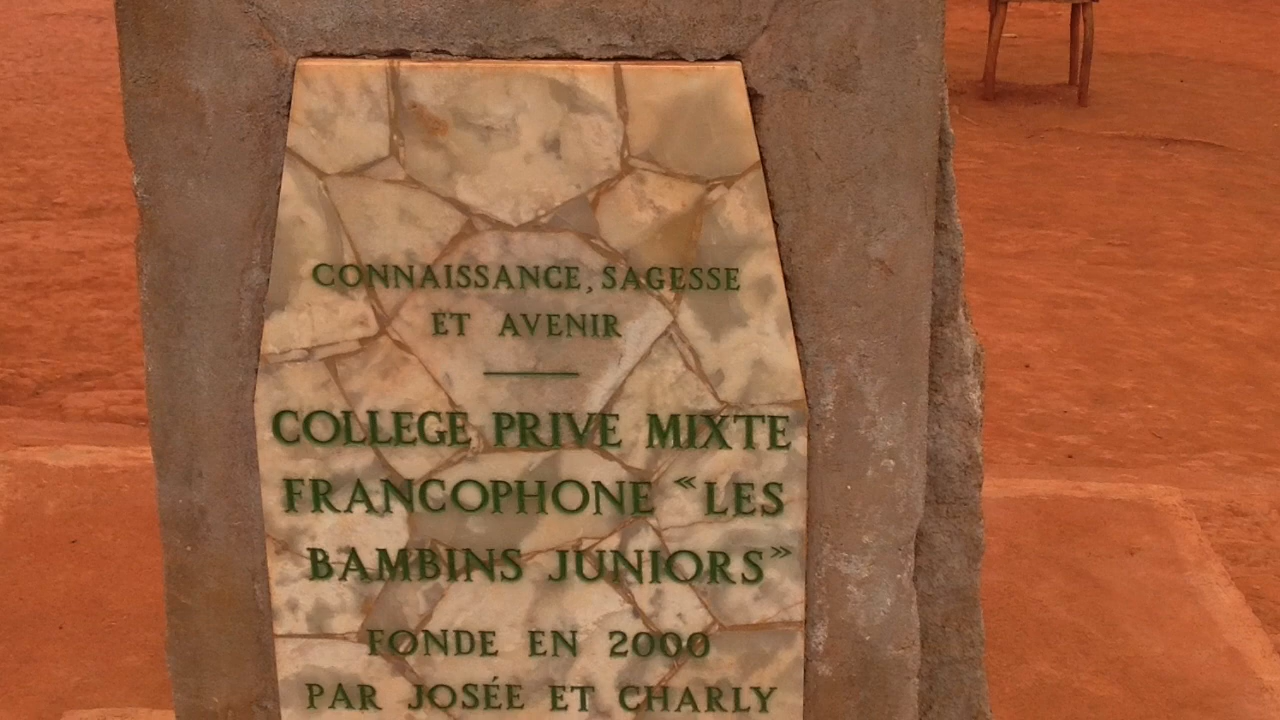 CONNAISSANCE, SAGESSE
ET AVENIR
COLLEGE PRIVE MIXTE
FRANCOPHONE «LES
BAMBINS JUNIORS»
FONDE EN 2000
PAR JOSÉE ET CHARLY